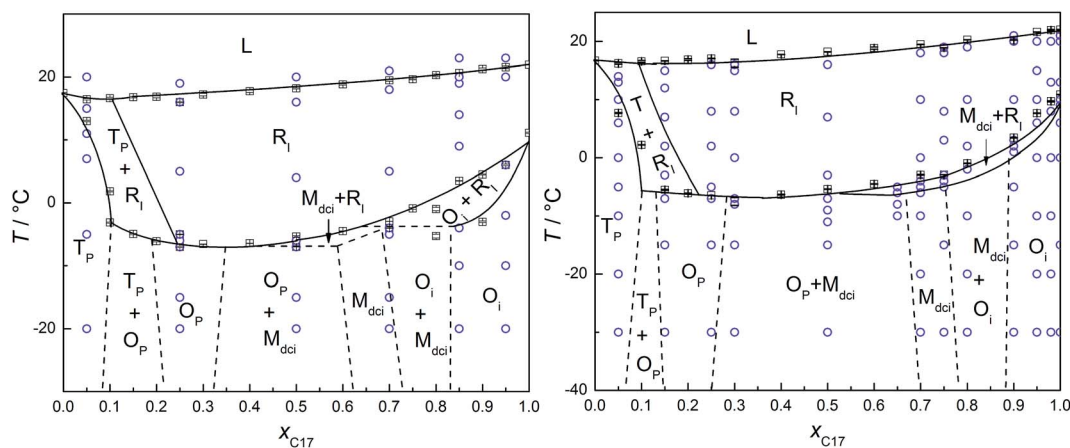 L
20
T_P
+
R_I
R_I
M_dci+R_I
O_i + R_I
0
T / °C
T_P
T_P
+
O_P
O_P
O_P
+
M_dci
M_dci
O_i
+
M_dci
O_i
-20
0.0 0.1 0.2 0.3 0.4 0.5 0.6 0.7 0.8 0.9 1.0
x_C17
20
L
T + R_I
R_I
M_dci+R_I
0
T / °C
T_P
T_P
+
O_P
O_P
O_P+M_dci
M_dci
M_dci
+
O_i
O_i
-20
-40
0.0 0.1 0.2 0.3 0.4 0.5 0.6 0.7 0.8 0.9 1.0
x_C17